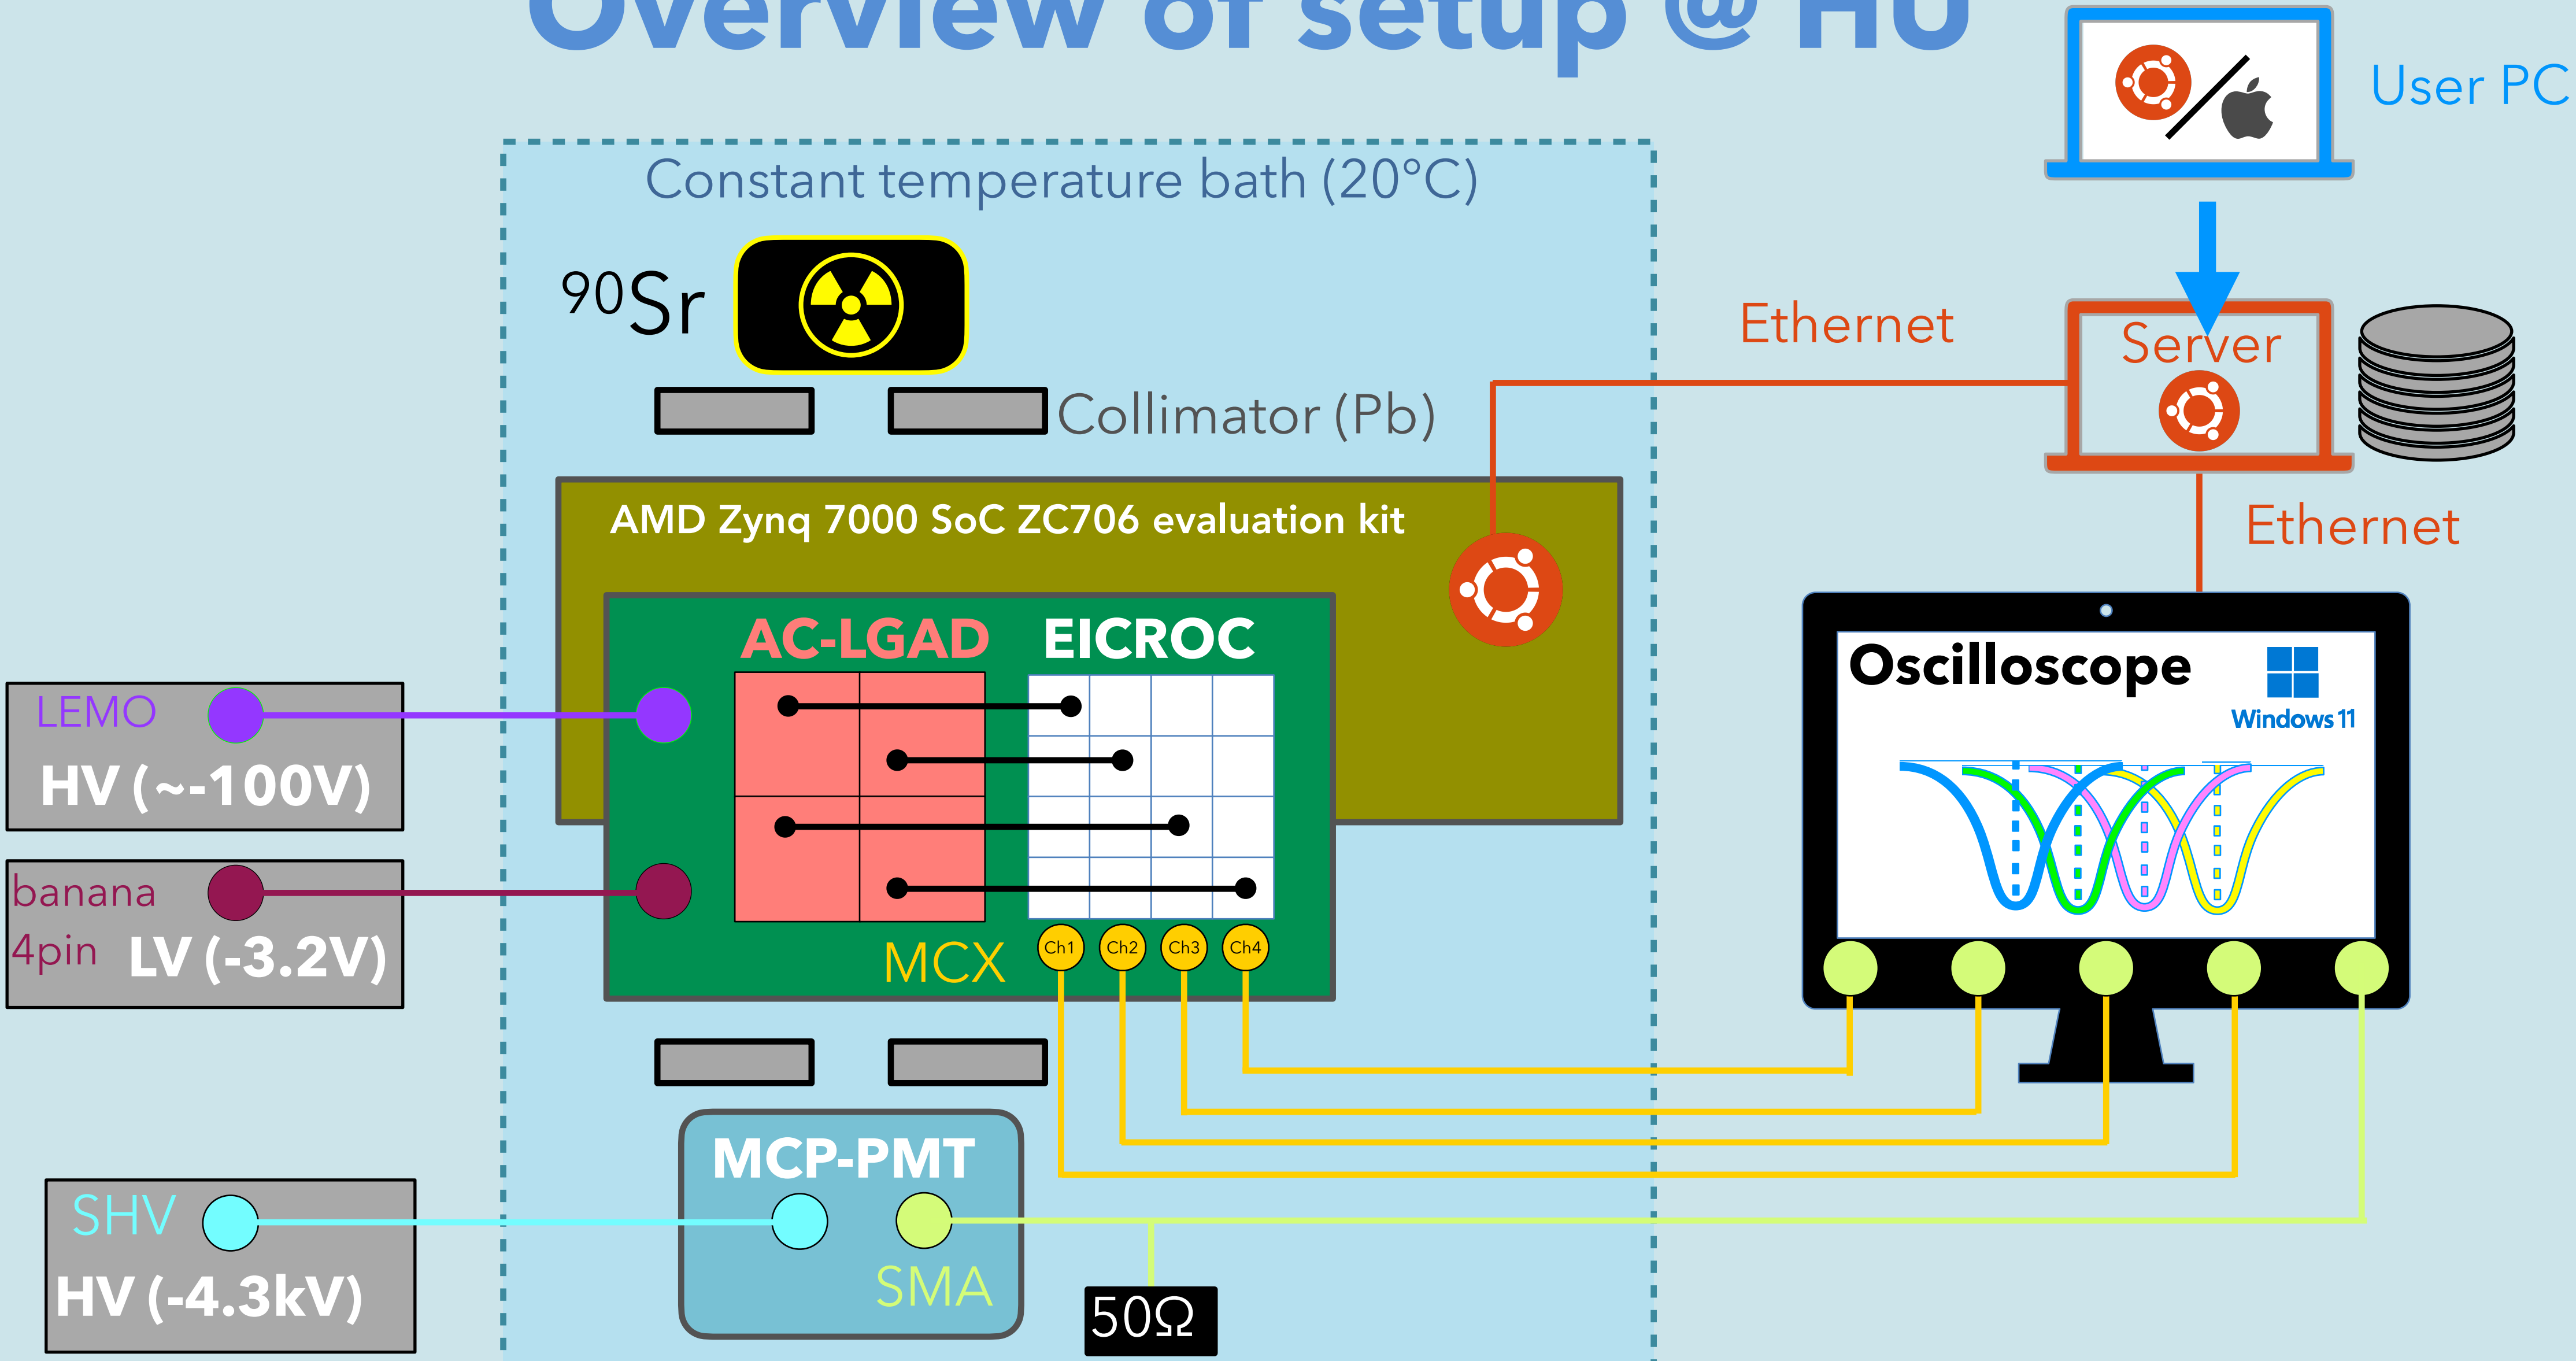 Overview of setup @ HU
User PC
Constant temperature bath (20°C)
⁹⁰Sr
Collimator (Pb)
Ethernet
Server
Ethernet
AMD Zynq 7000 SoC ZC706 evaluation kit
AC-LGAD
EICROC
Oscilloscope
Windows 11
LEMO
HV (~-100V)
banana
4pin
LV (-3.2V)
MCX
Ch1
Ch2
Ch3
Ch4
MCP-PMT
SHV
HV (-4.3kV)
SMA
50Ω